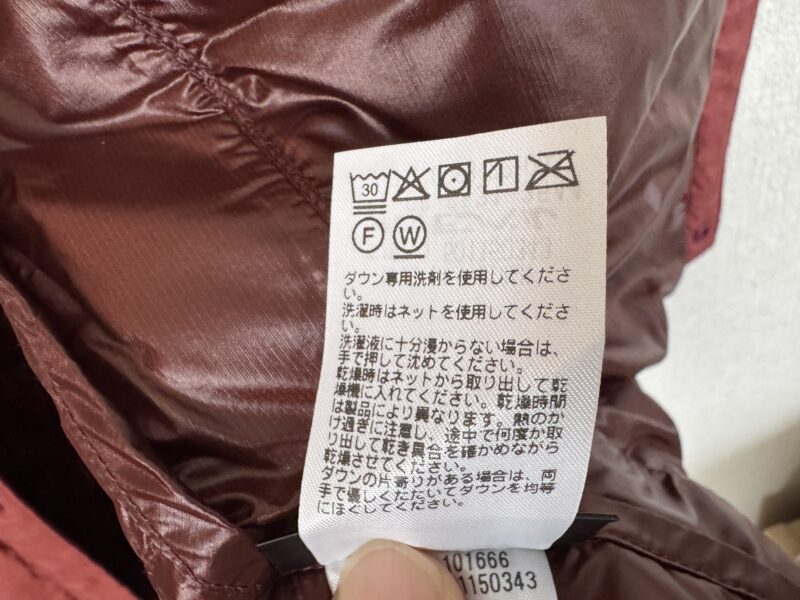 30
F W
ダウン専用洗剤を使用してくださ
い。
洗濯時はネットを使用してくださ
い。
洗濯液に十分浸からない場合は、
手で押して沈めてください。
乾燥時はネットから取り出して乾
燥機に入れてください。乾燥時間
は製品により異なります。熱のか
け過ぎに注意し、途中で何度か取
り出して乾き具合を確かめながら
乾燥させてください。
ダウンの片寄りがある場合は、両
手で優しくたたいてダウンを均等
にほぐしてください。
101666
1150343